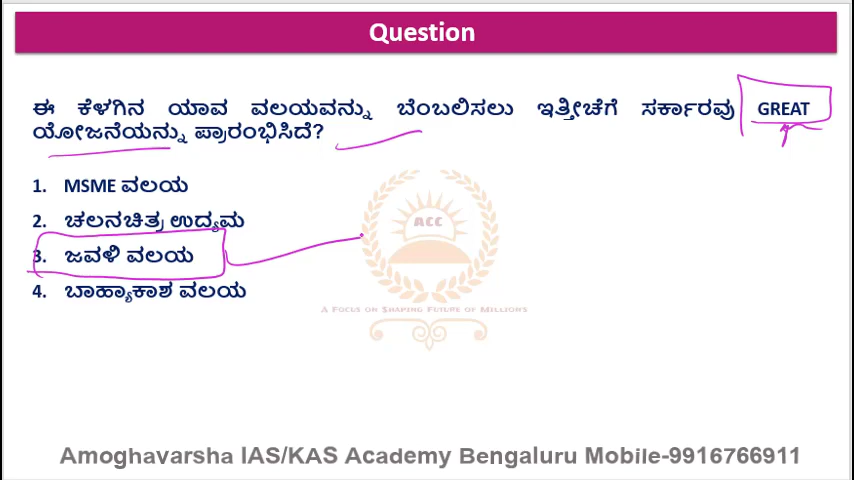 Question
ಈ ಕೆಳಗಿನ ಯಾವ ವಲಯವನ್ನು ಬೆಂಬಲಿಸಲು ಇತ್ತೀಚೆಗೆ ಸರ್ಕಾರವು GREAT
ಯೋಜನೆಯನ್ನು ಪ್ರಾರಂಭಿಸಿದೆ?
1. MSME ವಲಯ
2. ಚಲನಚಿತ್ರ ಉದ್ಯಮ
3. ಜವಳಿ ವಲಯ
4. ಬಾಹ್ಯಾಕಾಶ ವಲಯ
ACC
A Focus on Shaping Future of Millions
Amoghavarsha IAS/KAS Academy Bengaluru Mobile-9916766911